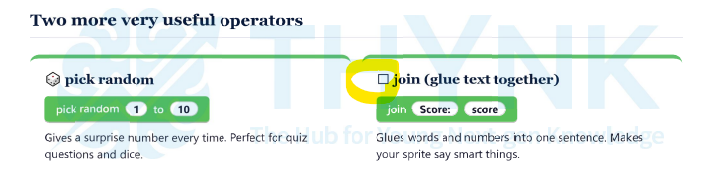 Two more very useful operators
THYNK
pick random
pick random 1 to 10
Gives a surprise number every time. Perfect for quiz
questions and dice.
☐ join (glue text together)
join Score: score
Glues words and numbers into one sentence. Makes
your sprite say smart things.